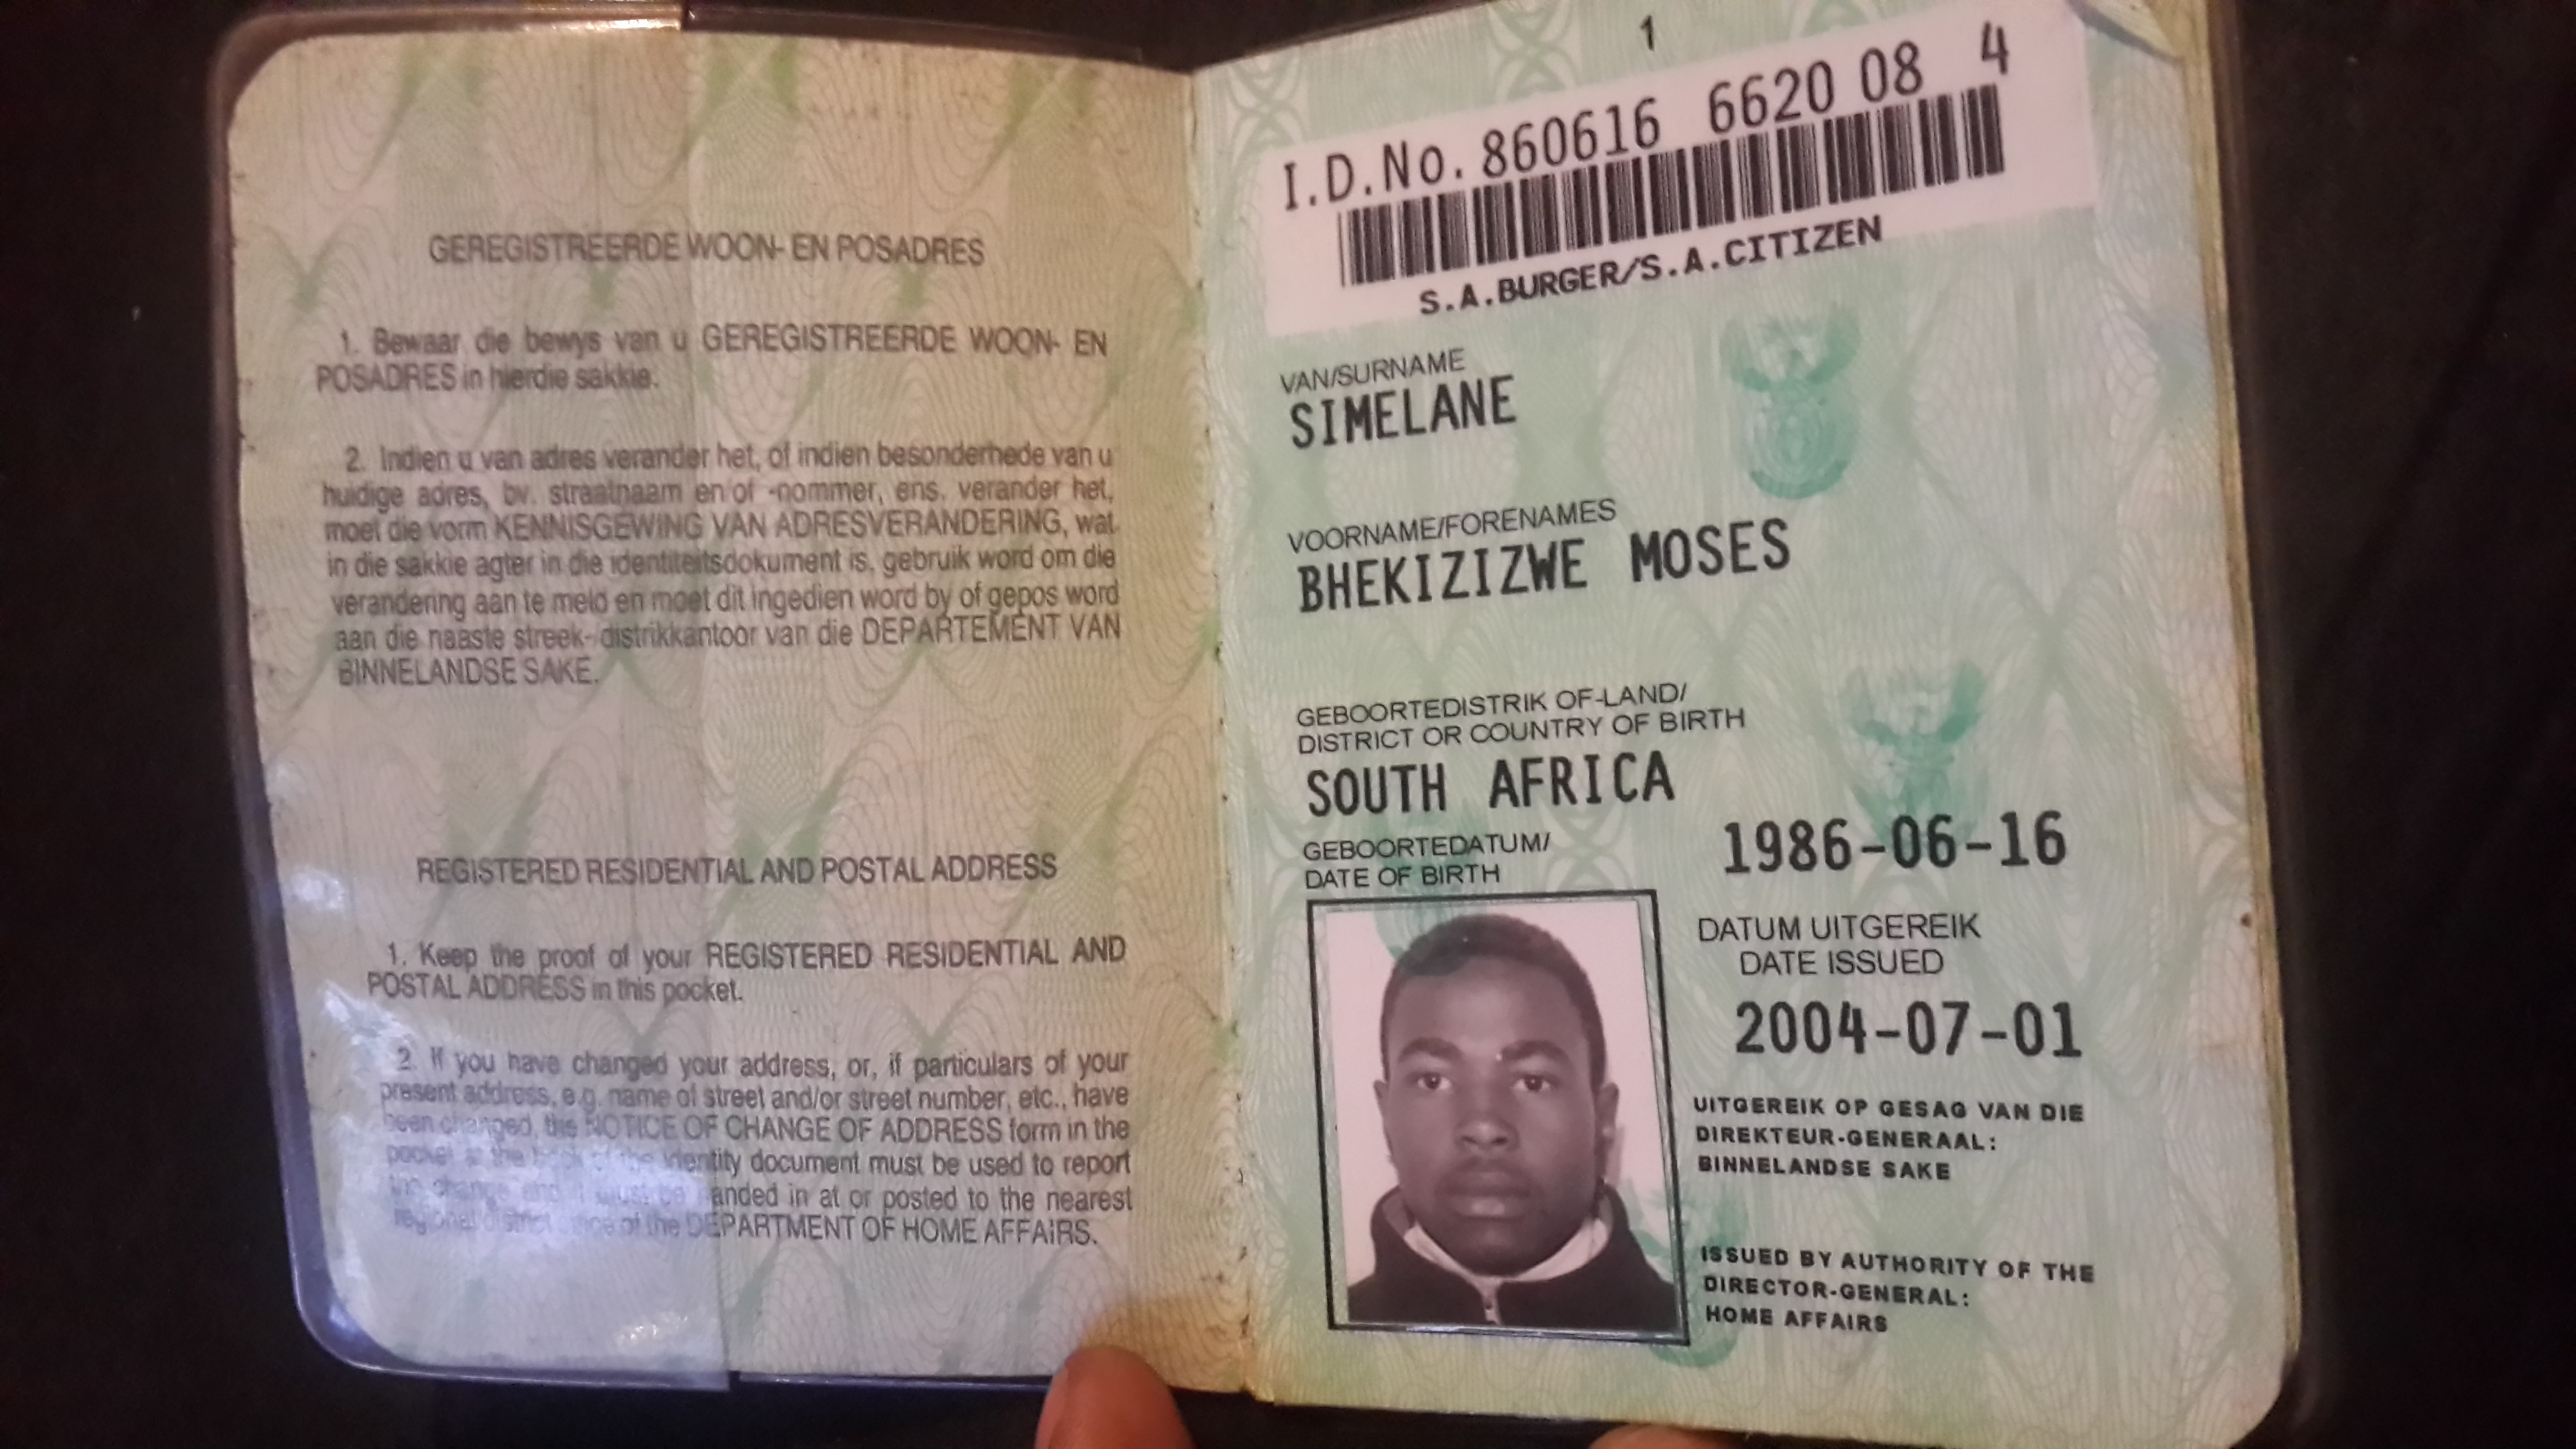 1
I.D.No. 860616 6620 08 4
S.A.BURGER/S.A.CITIZEN
VAN/SURNAME
SIMELANE
VOORNAME/FORENAMES
BHEKIZIZWE MOSES
GEBOORTEDISTRIK OF-LAND/
DISTRICT OR COUNTRY OF BIRTH
SOUTH AFRICA
GEBOORTEDATUM/
DATE OF BIRTH
1986-06-16
DATUM UITGEREIK
DATE ISSUED
2004-07-01
UITGEREIK OP GESAG VAN DIE
DIREKTEUR-GENERAAL:
BINNELANDSE SAKE
ISSUED BY AUTHORITY OF THE
DIRECTOR-GENERAL:
HOME AFFAIRS
GEREGISTREERDE WOON- EN POSADRES
1. Bewaar die bewys van u GEREGISTREERDE WOON- EN
POSADRES in hierdie sakkie.
2. Indien u van adres verander het, of indien besonderhede van u
huidige adres, bv. straatnaam en/of -nommer, ens. verander het,
moet die vorm KENNISGEWING VAN ADRESVERANDERING, wat
in die sakkie agter in die identiteitsdokument is, gebruik word om die
verandering aan te meld en moet dit ingedien word by of gepos word
aan die naaste streek- distrikkantoor van die DEPARTEMENT VAN
BINNELANDSE SAKE.
REGISTERED RESIDENTIAL AND POSTAL ADDRESS
1. Keep the proof of your REGISTERED RESIDENTIAL AND
POSTAL ADDRESS in this pocket.
2. If you have changed your address, or, if particulars of your
present address, e.g. name of street and/or street number, etc., have
been changed, the NOTICE OF CHANGE OF ADDRESS form in the
pocket at the back of the identity document must be used to report
the change and it must be handed in at or posted to the nearest
regional district office of the DEPARTMENT OF HOME AFFAIRS.